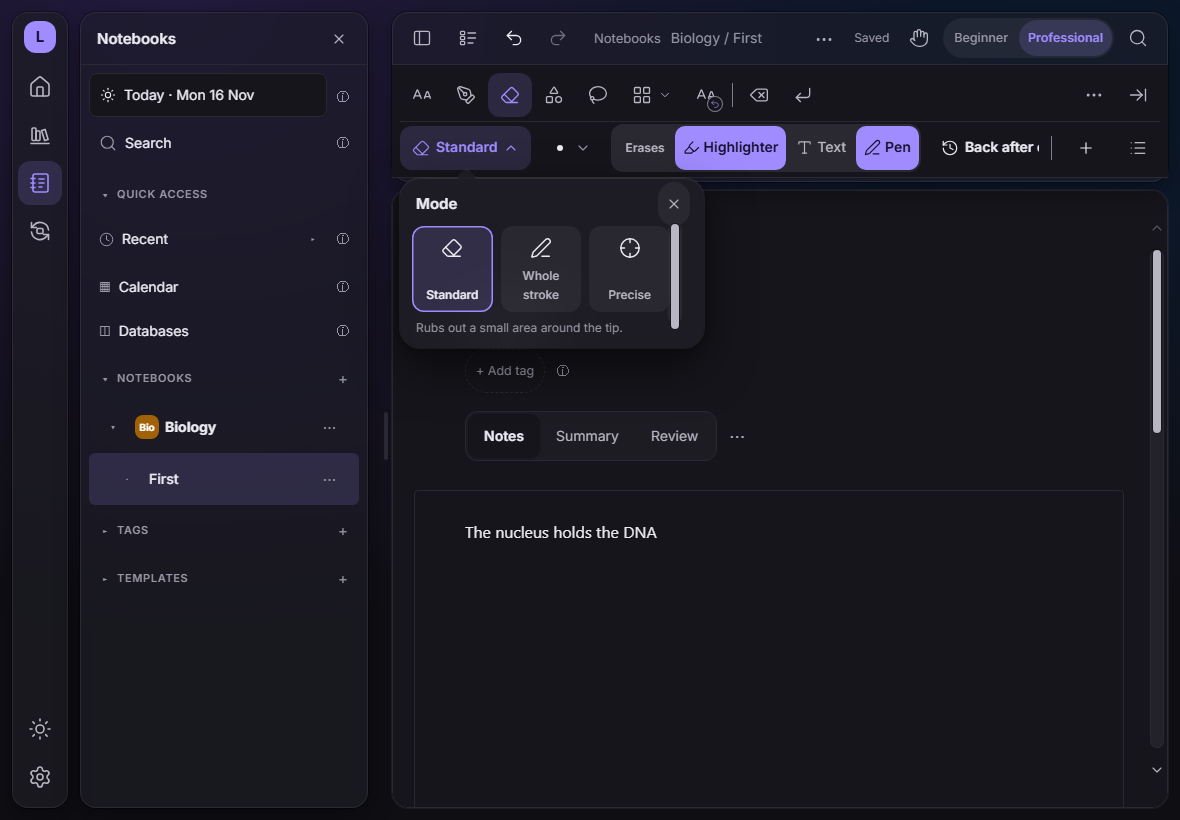 L
Notebooks
Today · Mon 16 Nov
Search
QUICK ACCESS
Recent
Calendar
Databases
NOTEBOOKS
Bio Biology
First
TAGS
TEMPLATES
Notebooks Biology / First
Saved
Beginner Professional
AA
Standard
Erases Highlighter Text Pen
Back after
Mode
Standard
Whole
stroke
Precise
Rubs out a small area around the tip.
+ Add tag
Notes Summary Review
The nucleus holds the DNA